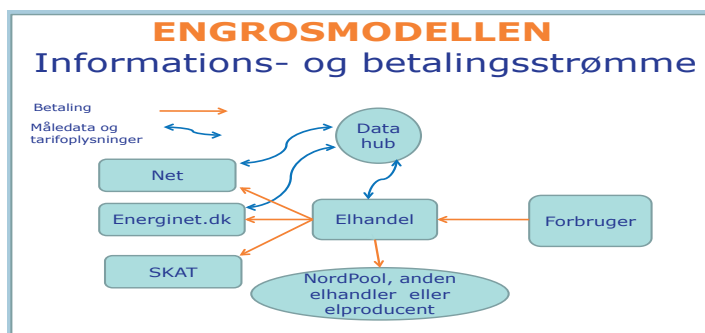 ENGROSMODELLEN
Informations- og betalingsstrømme
Betaling
Måledata og
tarifoplysninger
Data
hub
Net
Energinet.dk
Elhandel
Forbruger
SKAT
NordPool, anden
elhandler eller
elproducent